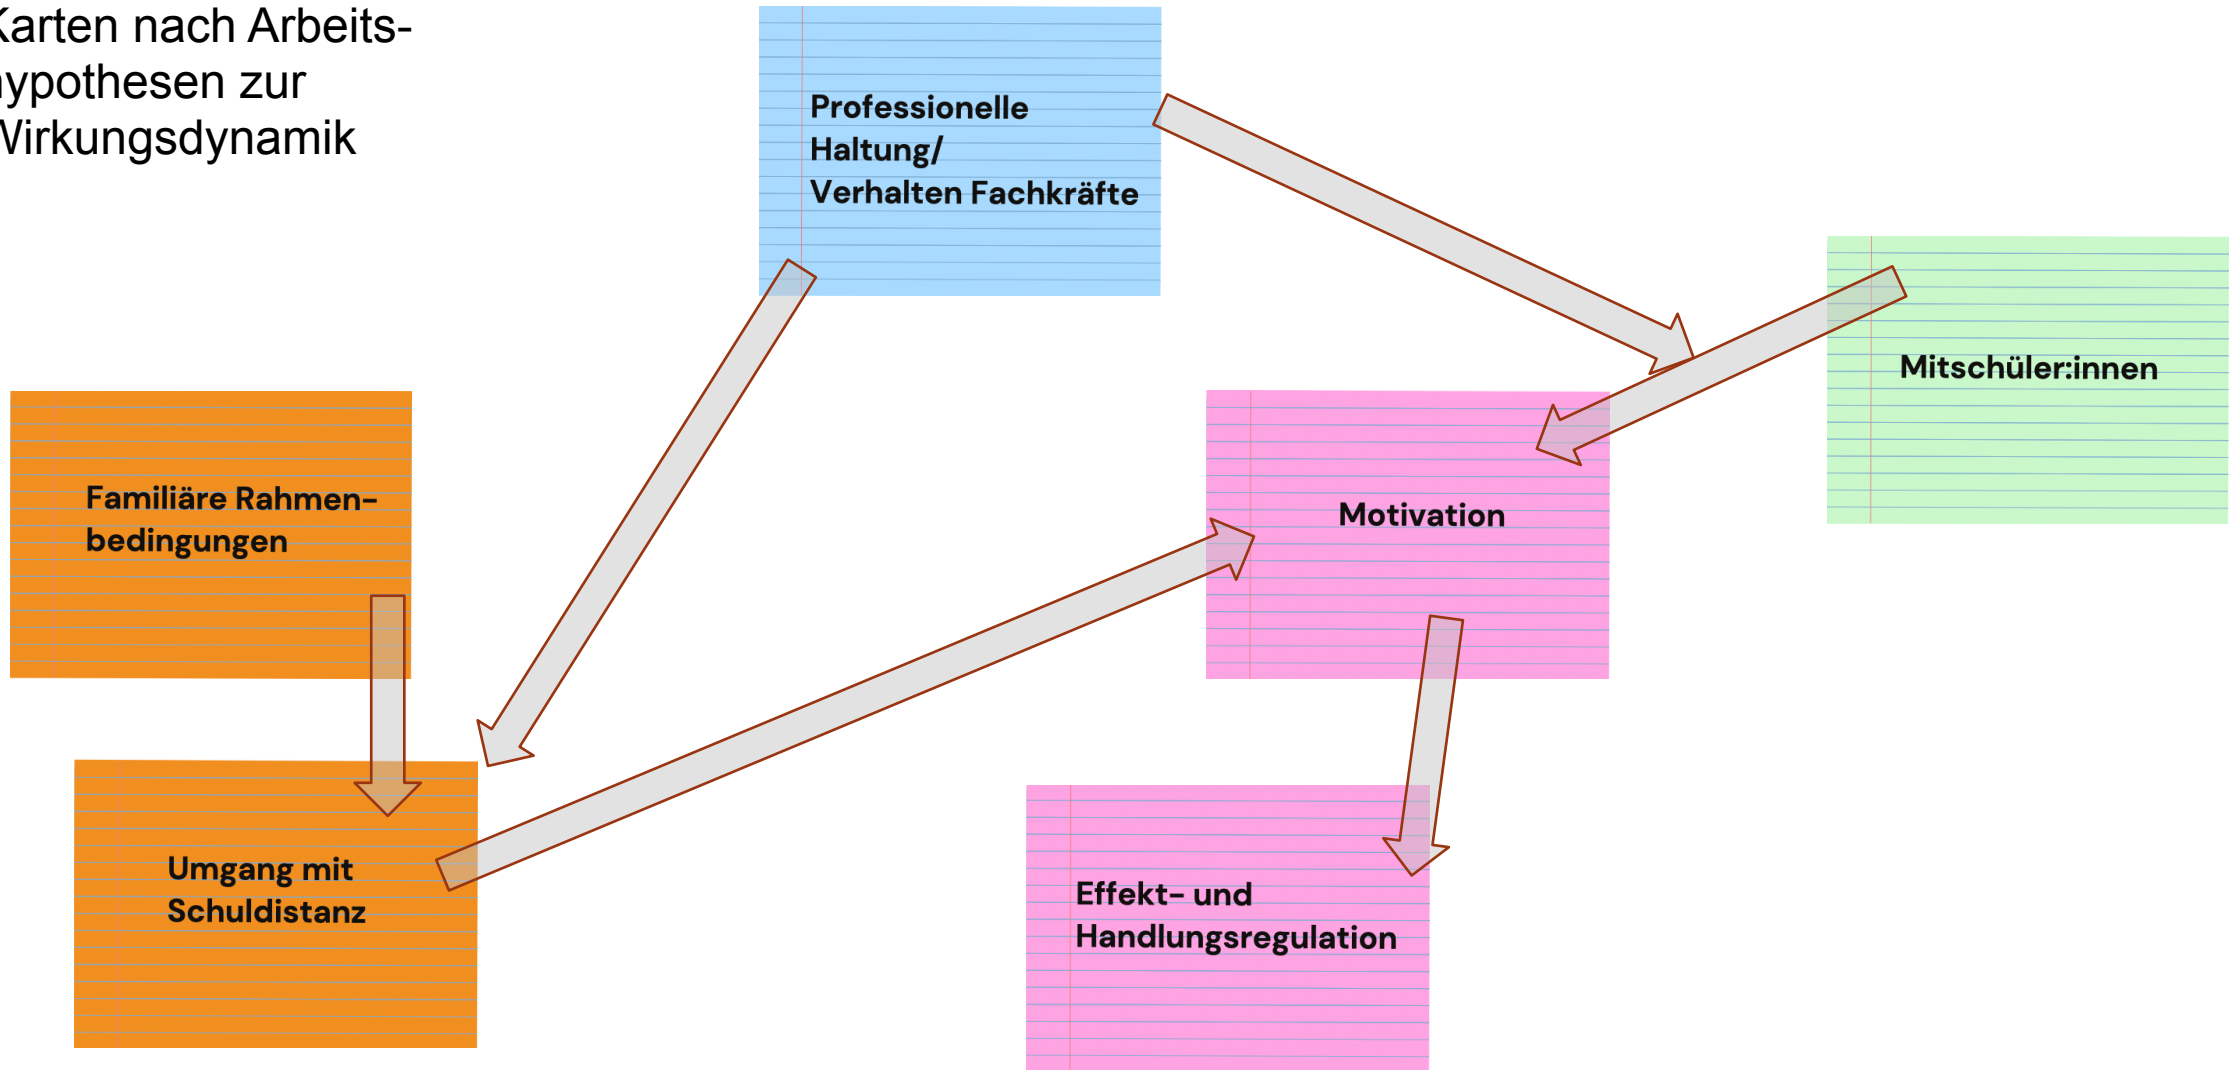 Karten nach Arbeits-
hypothesen zur
Wirkungsdynamik
Professionelle
Haltung/
Verhalten Fachkräfte
Mitschüler:innen
Familiäre Rahmen-
bedingungen
Motivation
Umgang mit
Schuldistanz
Effekt- und
Handlungsregulation